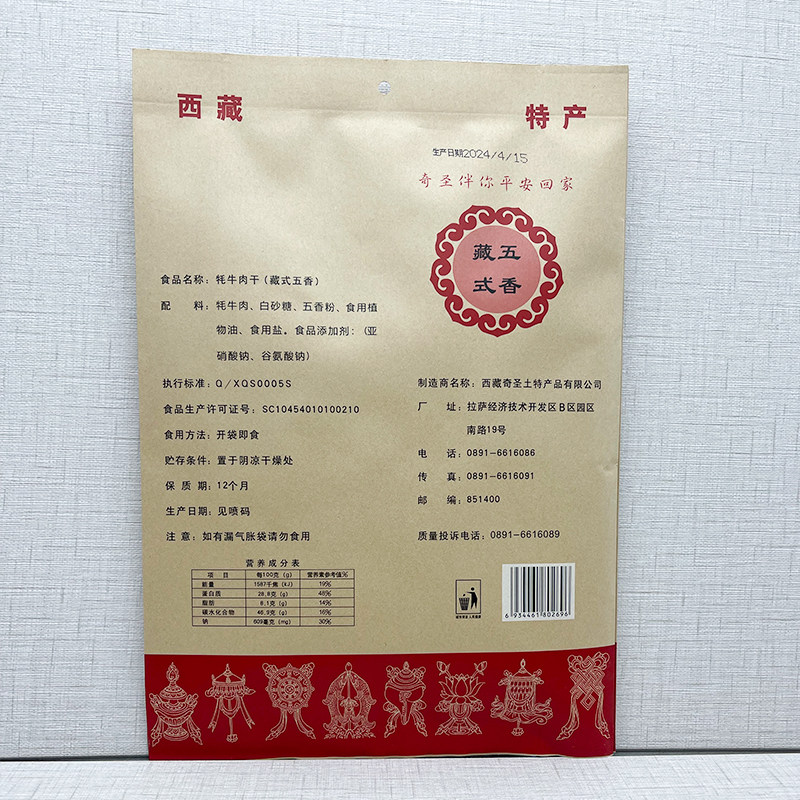 西藏
特产
生产日期2024/4/15
奇圣伴你平安回家
藏五
式香
食品名称：牦牛肉干（藏式五香）
配 料：牦牛肉、白砂糖、五香粉、食用植
物油、食用盐。食品添加剂：（亚
硝酸钠、谷氨酸钠）
执行标准：Q/XQS0005S
食品生产许可证号：SC10454010100210
食用方法：开袋即食
贮存条件：置于阴凉干燥处
保 质 期：12个月
生产日期：见喷码
注 意：如有漏气胀袋请勿食用
制造商名称：西藏奇圣土特产品有限公司
厂 址：拉萨经济技术开发区B区园区
南路19号
电 话：0891-6616086
传 真：0891-6616091
邮 编：851400
质量投诉电话：0891-6616089
营养成分表
项 目 每100克（g） 营养素参考值%
能量 1587千焦（kJ） 19%
蛋白质 28.8克（g） 48%
脂肪 8.1克（g） 14%
碳水化合物 46.9克（g） 16%
钠 609毫克（mg） 30%
6934461802696